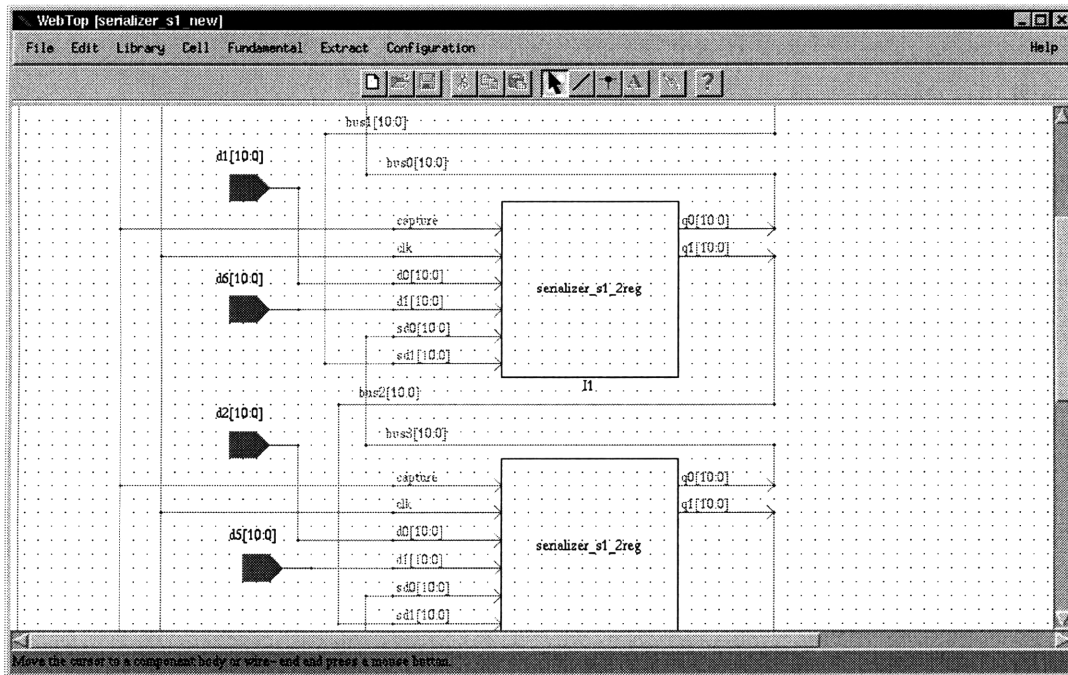 WebTop [serializer_s1_new]
File Edit Library Cell Fundamental Extract Configuration Help
A ?
bus1[10:0]
d1[10:0]
bus0[10:0]
capture
q0[10:0]
clk
q1[10:0]
d6[10:0]
d0[10:0]
serializer_s1_2reg
d1[10:0]
sd0[10:0]
sd1[10:0]
I1
bus2[10:0]
d2[10:0]
bus3[10:0]
capture
q0[10:0]
clk
q1[10:0]
d5[10:0]
d0[10:0]
serializer_s1_2reg
d1[10:0]
sd0[10:0]
sd1[10:0]
Move the cursor to a component body or wire-end and press a mouse button.